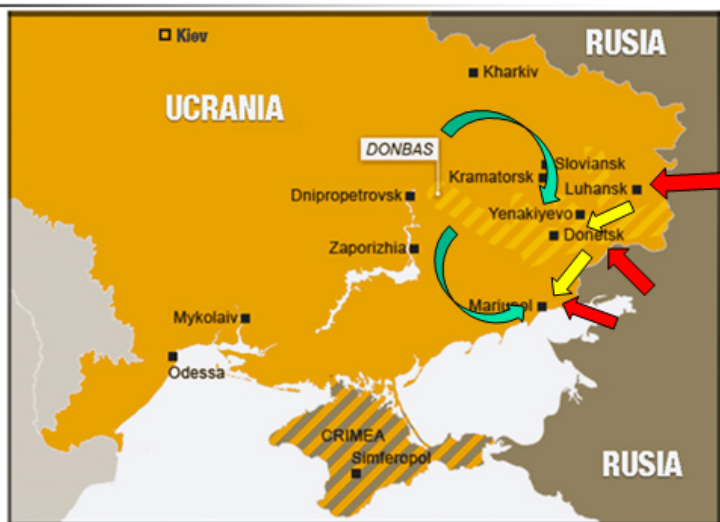 Kiev
RUSIA
Kharkiv
UCRANIA
DONBAS
Sloviansk
Kramatorsk
Luhansk
Dnipropetrovsk
Yenakiyevo
Donetsk
Zaporizhia
Mariupol
Mykolaiv
Odessa
CRIMEA
Simferopol
RUSIA